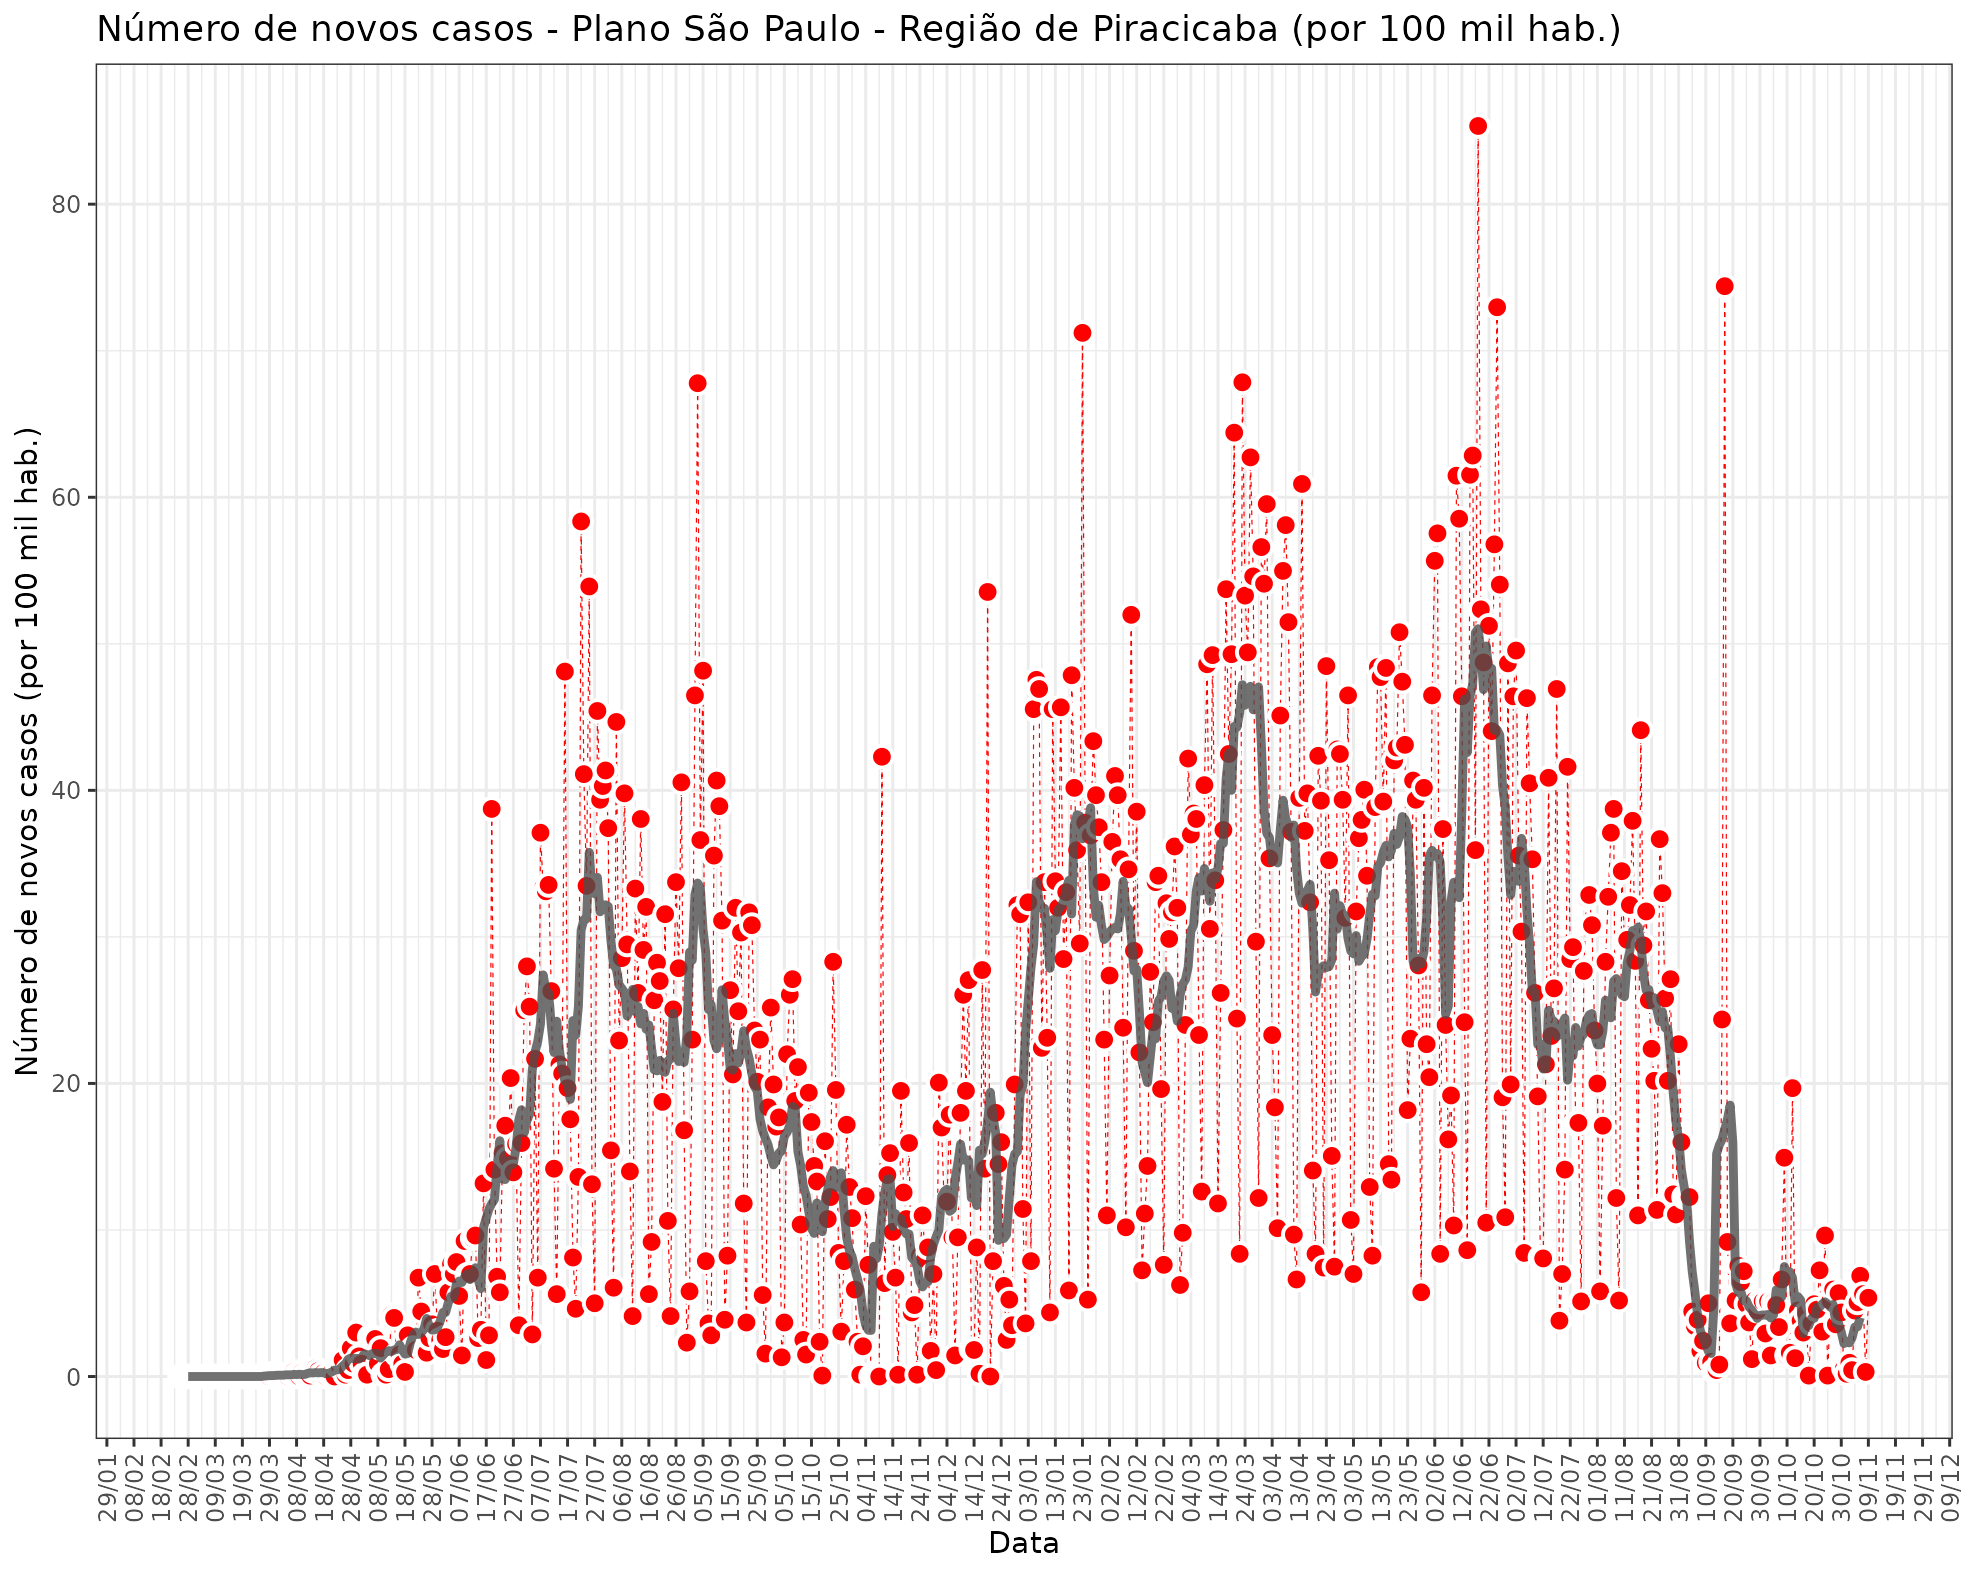 Número de novos casos - Plano São Paulo - Região de Piracicaba (por 100 mil hab.)
Número de novos casos (por 100 mil hab.)
80
60
40
20
0
29/01 08/02 18/02 28/02 09/03 19/03 29/03 08/04 18/04 28/04 08/05 18/05 28/05 07/06 17/06 27/06 07/07 17/07 27/07 06/08 16/08 26/08 05/09 15/09 25/09 05/10 15/10 25/10 04/11 14/11 24/11 04/12 14/12 24/12 03/01 13/01 23/01 02/02 12/02 22/02 04/03 14/03 24/03 03/04 13/04 23/04 03/05 13/05 23/05 02/06 12/06 22/06 02/07 12/07 22/07 01/08 11/08 21/08 31/08 10/09 20/09 30/09 10/10 20/10 30/10 09/11 19/11 29/11 09/12
Data